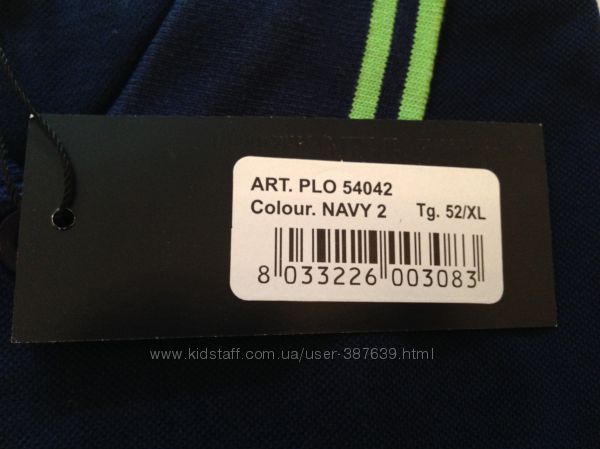 ART. PLO 54042
Colour. NAVY 2 Tg. 52/XL
8 033226 003083
www.kidstaff.com.ua/user-387639.html